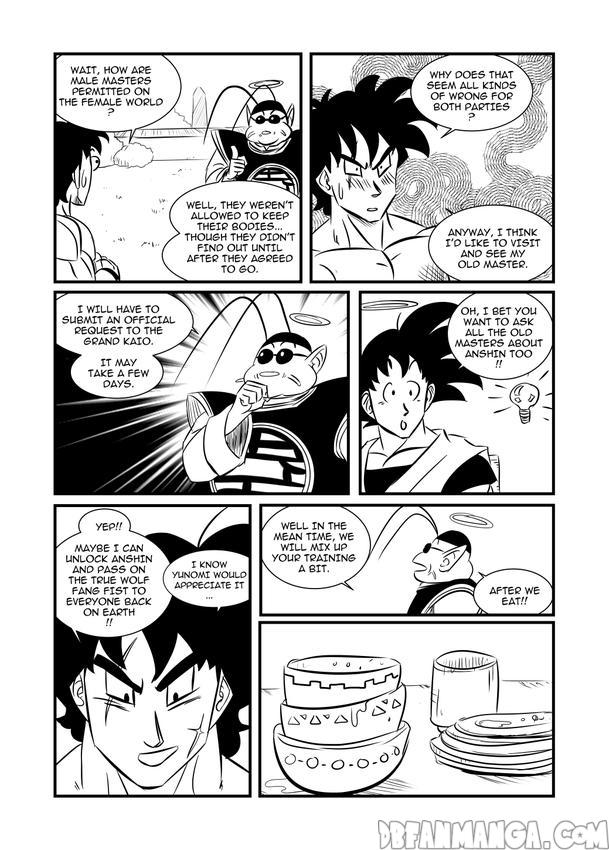 WAIT, HOW ARE
MALE MASTERS
PERMITTED ON
THE FEMALE WORLD
?
WELL, THEY WEREN'T
ALLOWED TO KEEP
THEIR BODIES...
THOUGH THEY DIDN'T
FIND OUT UNTIL
AFTER THEY AGREED
TO GO.
WHY DOES THAT
SEEM ALL KINDS
OF WRONG FOR
BOTH PARTIES
?
ANYWAY, I THINK
I'D LIKE TO VISIT
AND SEE MY
OLD MASTER.
I WILL HAVE TO
SUBMIT AN OFFICIAL
REQUEST TO THE
GRAND KAIO.
IT MAY
TAKE A FEW
DAYS.
OH, I BET YOU
WANT TO ASK
ALL THE OLD
MASTERS ABOUT
ANSHIN TOO
!!
YEP!!
MAYBE I CAN
UNLOCK ANSHIN
AND PASS ON
THE TRUE WOLF
FANG FIST TO
EVERYONE BACK
ON EARTH
!!
I KNOW
YUNOMI WOULD
APPRECIATE IT
...
WELL IN THE
MEAN TIME, WE
WILL MIX UP
YOUR TRAINING
A BIT.
AFTER WE
EAT!!
DBFANMANGA.COM